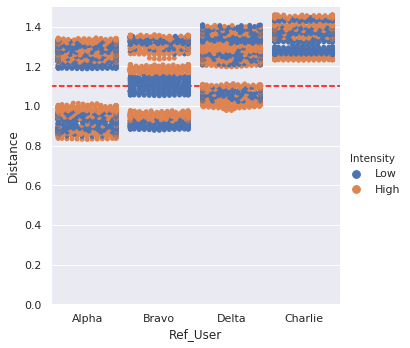 1.4
1.2
1.0
0.8
0.6
0.4
0.2
0.0
Distance
Alpha Bravo Delta Charlie
Ref_User
Intensity
Low
High